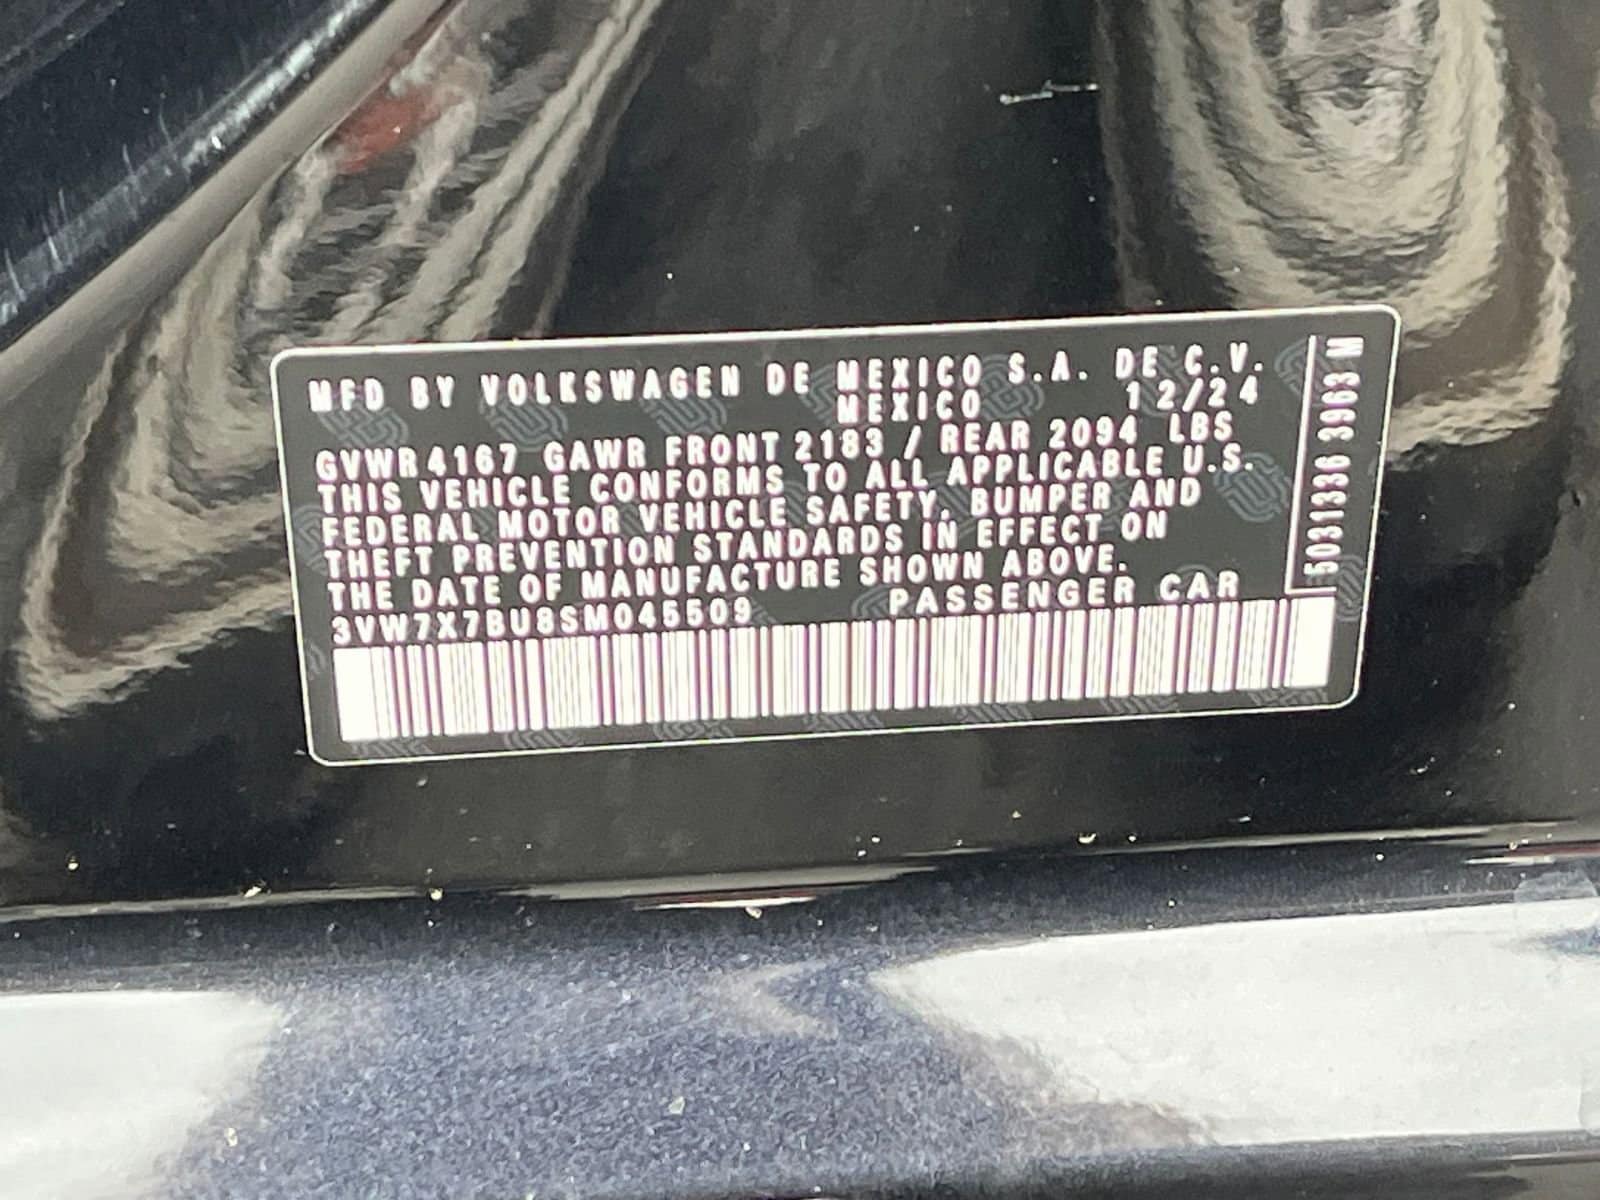 MFD BY VOLKSWAGEN DE MEXICO S.A. DE C.V.
MEXICO 12/24
GVWR 4167 GAWR FRONT 2183 / REAR 2094 LBS
THIS VEHICLE CONFORMS TO ALL APPLICABLE U.S.
FEDERAL MOTOR VEHICLE SAFETY, BUMPER AND
THEFT PREVENTION STANDARDS IN EFFECT ON
THE DATE OF MANUFACTURE SHOWN ABOVE.
3VW7X7BU8SM045509 PASSENGER CAR
5031336 3963 M